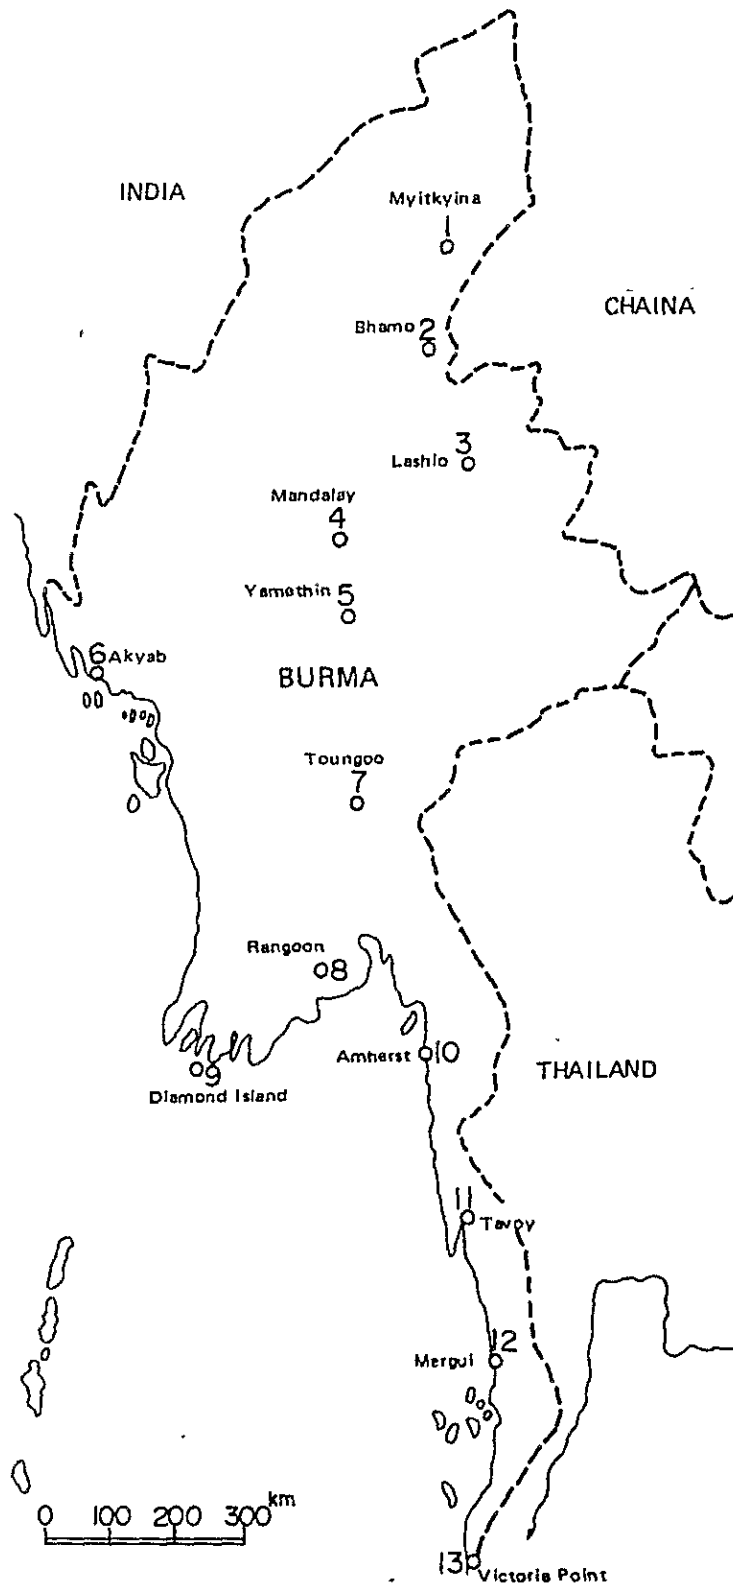 INDIA
Myitkyina
1
CHAINA
Bhamo 2
3
Lashio
Mandalay
4
Yamethin 5
6 Akyab
BURMA
Toungoo
7
Rangoon
8
Amherst 10
9
THAILAND
Diamond Island
11
Tavoy
12
Mergui
0 100 200 300 km
13
Victoria Point